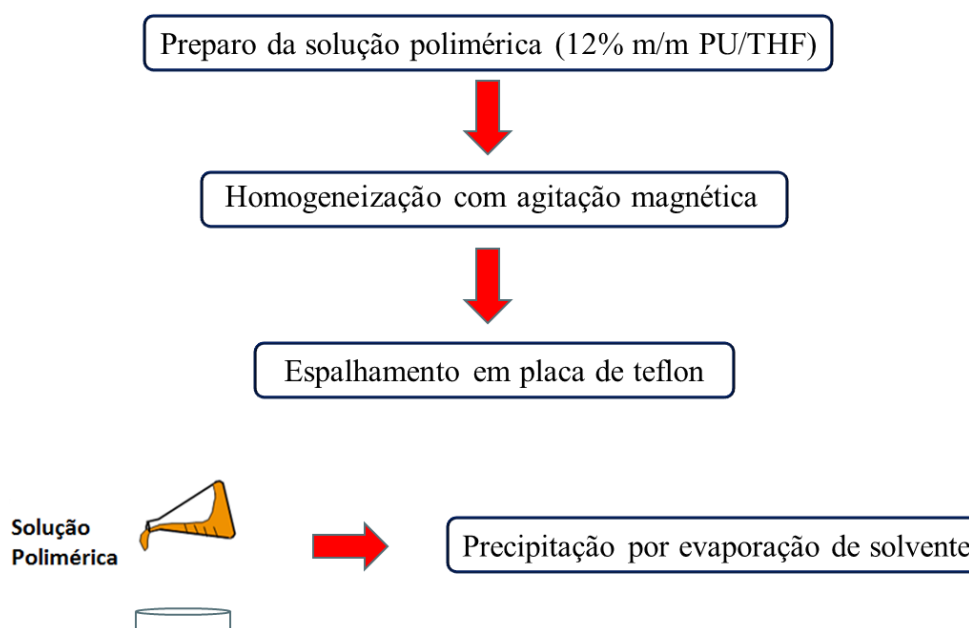 Preparo da solução polimérica (12% m/m PU/THF)
Homogeneização com agitação magnética
Espalhamento em placa de teflon
Solução
Polimérica
Precipitação por evaporação de solvente